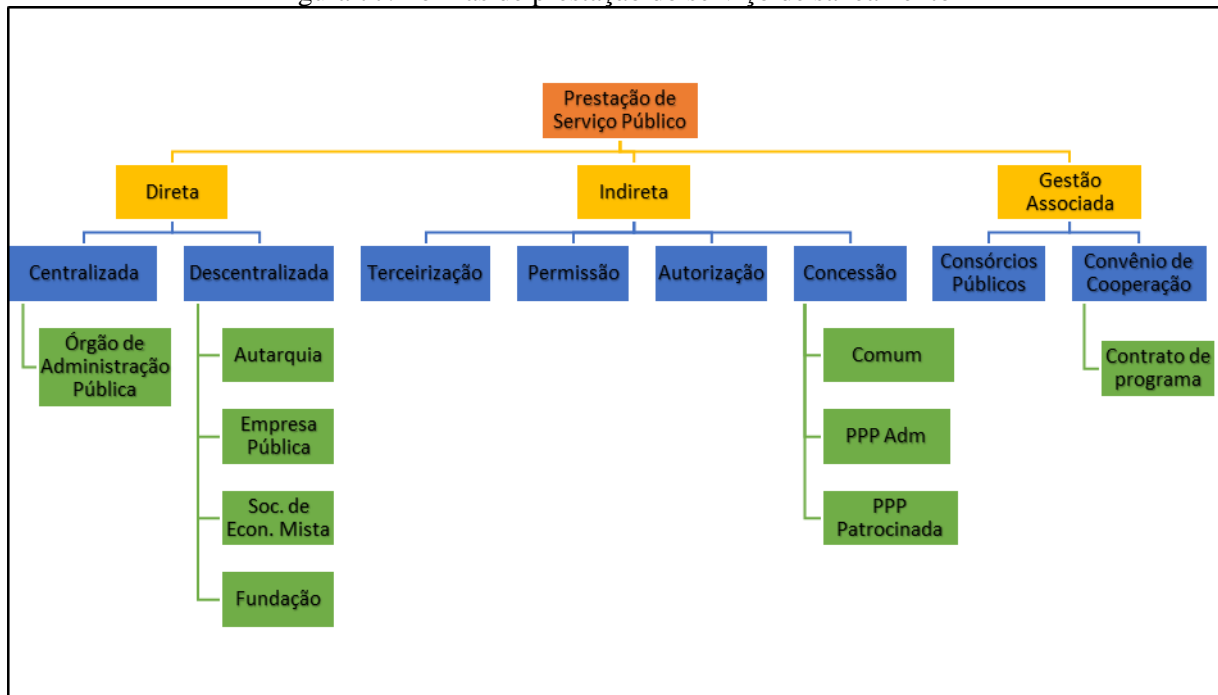 Prestação de
Serviço Público
Direta
Indireta
Gestão
Associada
Centralizada
Descentralizada
Terceirização
Permissão
Autorização
Concessão
Consórcios
Públicos
Convênio de
Cooperação
Órgão de
Administração
Pública
Autarquia
Empresa
Pública
Soc. de
Econ. Mista
Fundação
Comum
PPP Adm
PPP
Patrocinada
Contrato de
programa